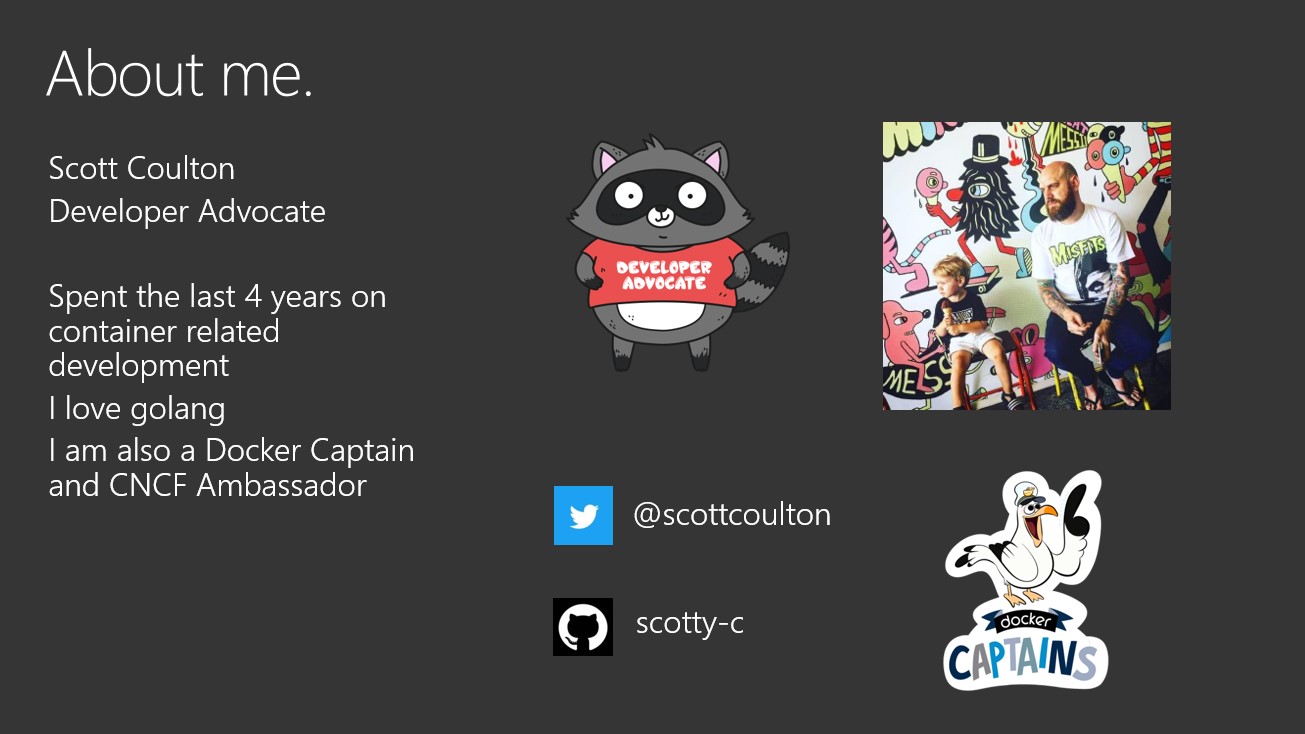 About me.
Scott Coulton
Developer Advocate
Spent the last 4 years on
container related
development
I love golang
I am also a Docker Captain
and CNCF Ambassador
DEVELOPER
ADVOCATE
MISFITS
MESS
@scottcoulton
scotty-c
docker
CAPTAINS